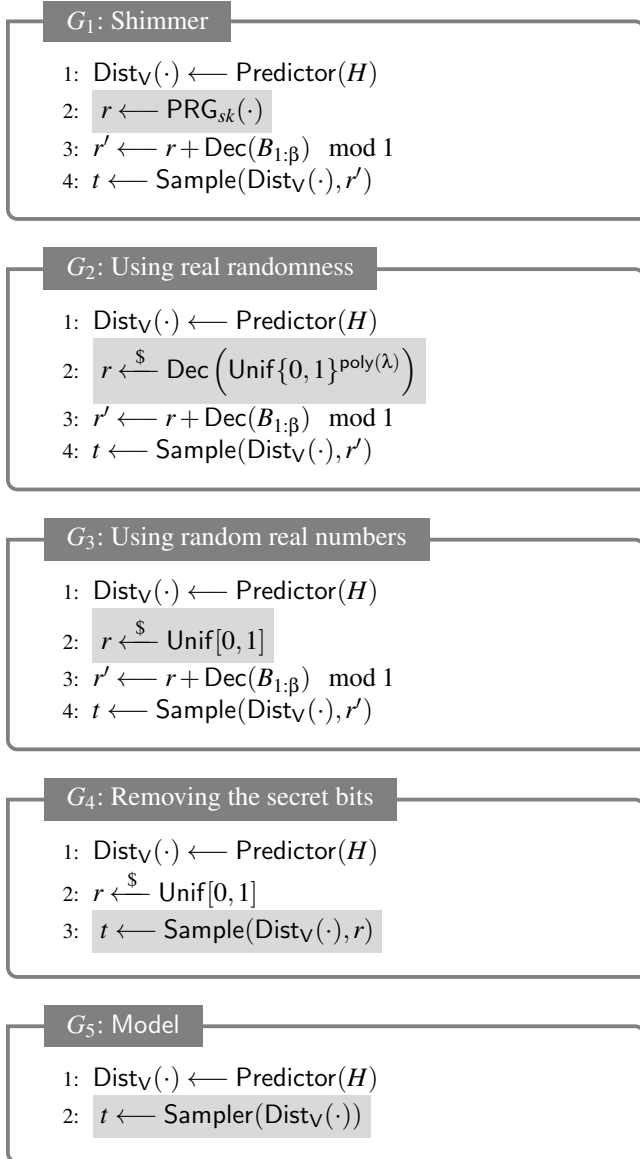 G₁: Shimmer
1: Dist_V(·) ⟵ Predictor(H)
2: r ⟵ PRG_sk(·)
3: r′ ⟵ r + Dec(B_1:β) mod 1
4: t ⟵ Sample(Dist_V(·), r′)
G₂: Using real randomness
1: Dist_V(·) ⟵ Predictor(H)
2: r ⟵$ Dec(Unif{0,1}^poly(λ))
3: r′ ⟵ r + Dec(B_1:β) mod 1
4: t ⟵ Sample(Dist_V(·), r′)
G₃: Using random real numbers
1: Dist_V(·) ⟵ Predictor(H)
2: r ⟵$ Unif[0,1]
3: r′ ⟵ r + Dec(B_1:β) mod 1
4: t ⟵ Sample(Dist_V(·), r′)
G₄: Removing the secret bits
1: Dist_V(·) ⟵ Predictor(H)
2: r ⟵$ Unif[0,1]
3: t ⟵ Sample(Dist_V(·), r)
G₅: Model
1: Dist_V(·) ⟵ Predictor(H)
2: t ⟵ Sampler(Dist_V(·))